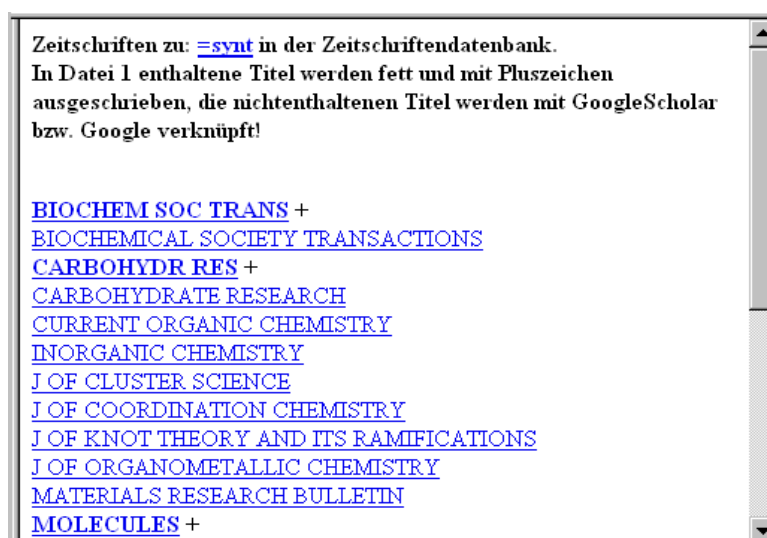 Zeitschriften zu: =synt in der Zeitschriftendatenbank.
In Datei 1 enthaltene Titel werden fett und mit Pluszeichen
ausgeschrieben, die nichtenthaltenen Titel werden mit GoogleScholar
bzw. Google verknüpft!
BIOCHEM SOC TRANS +
BIOCHEMICAL SOCIETY TRANSACTIONS
CARBOHYDR RES +
CARBOHYDRATE RESEARCH
CURRENT ORGANIC CHEMISTRY
INORGANIC CHEMISTRY
J OF CLUSTER SCIENCE
J OF COORDINATION CHEMISTRY
J OF KNOT THEORY AND ITS RAMIFICATIONS
J OF ORGANOMETALLIC CHEMISTRY
MATERIALS RESEARCH BULLETIN
MOLECULES +